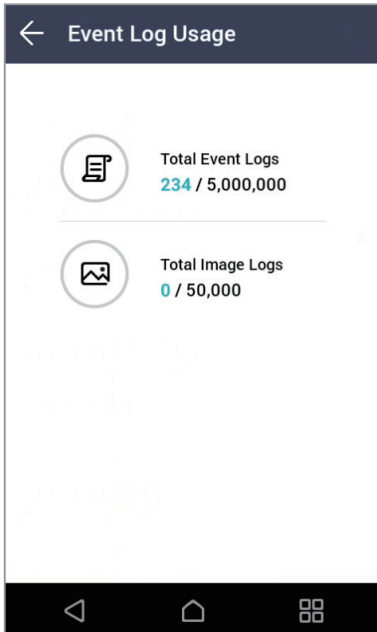 Event Log Usage
Total Event Logs
234 / 5,000,000
Total Image Logs
0 / 50,000